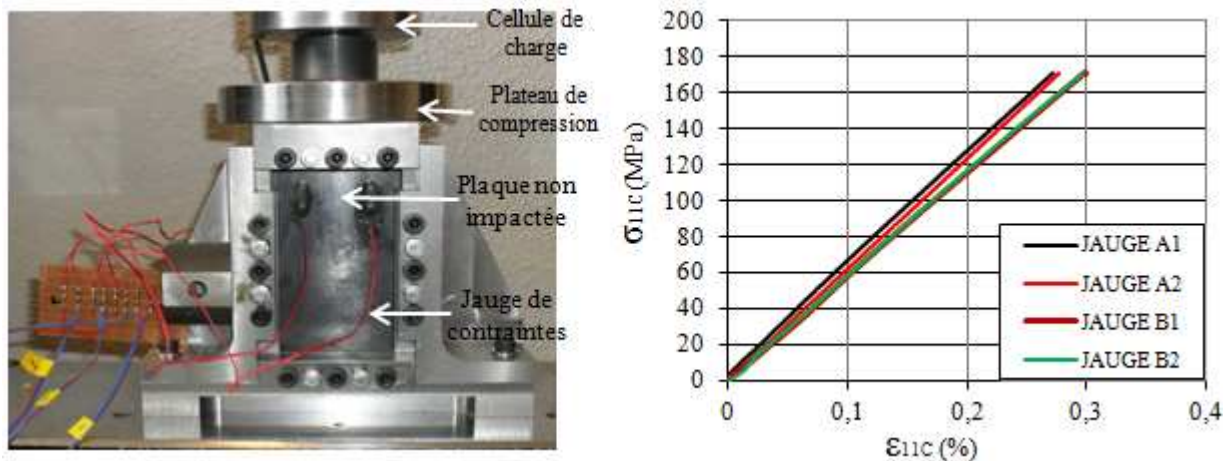 Cellule de
charge
Plateau de
compression
Plaque non
impactée
Jauge de
contraintes
200
180
160
140
120
100
80
60
40
20
0
σ11C (MPa)
0
0,1
0,2
0,3
0,4
ε11C (%)
JAUGE A1
JAUGE A2
JAUGE B1
JAUGE B2